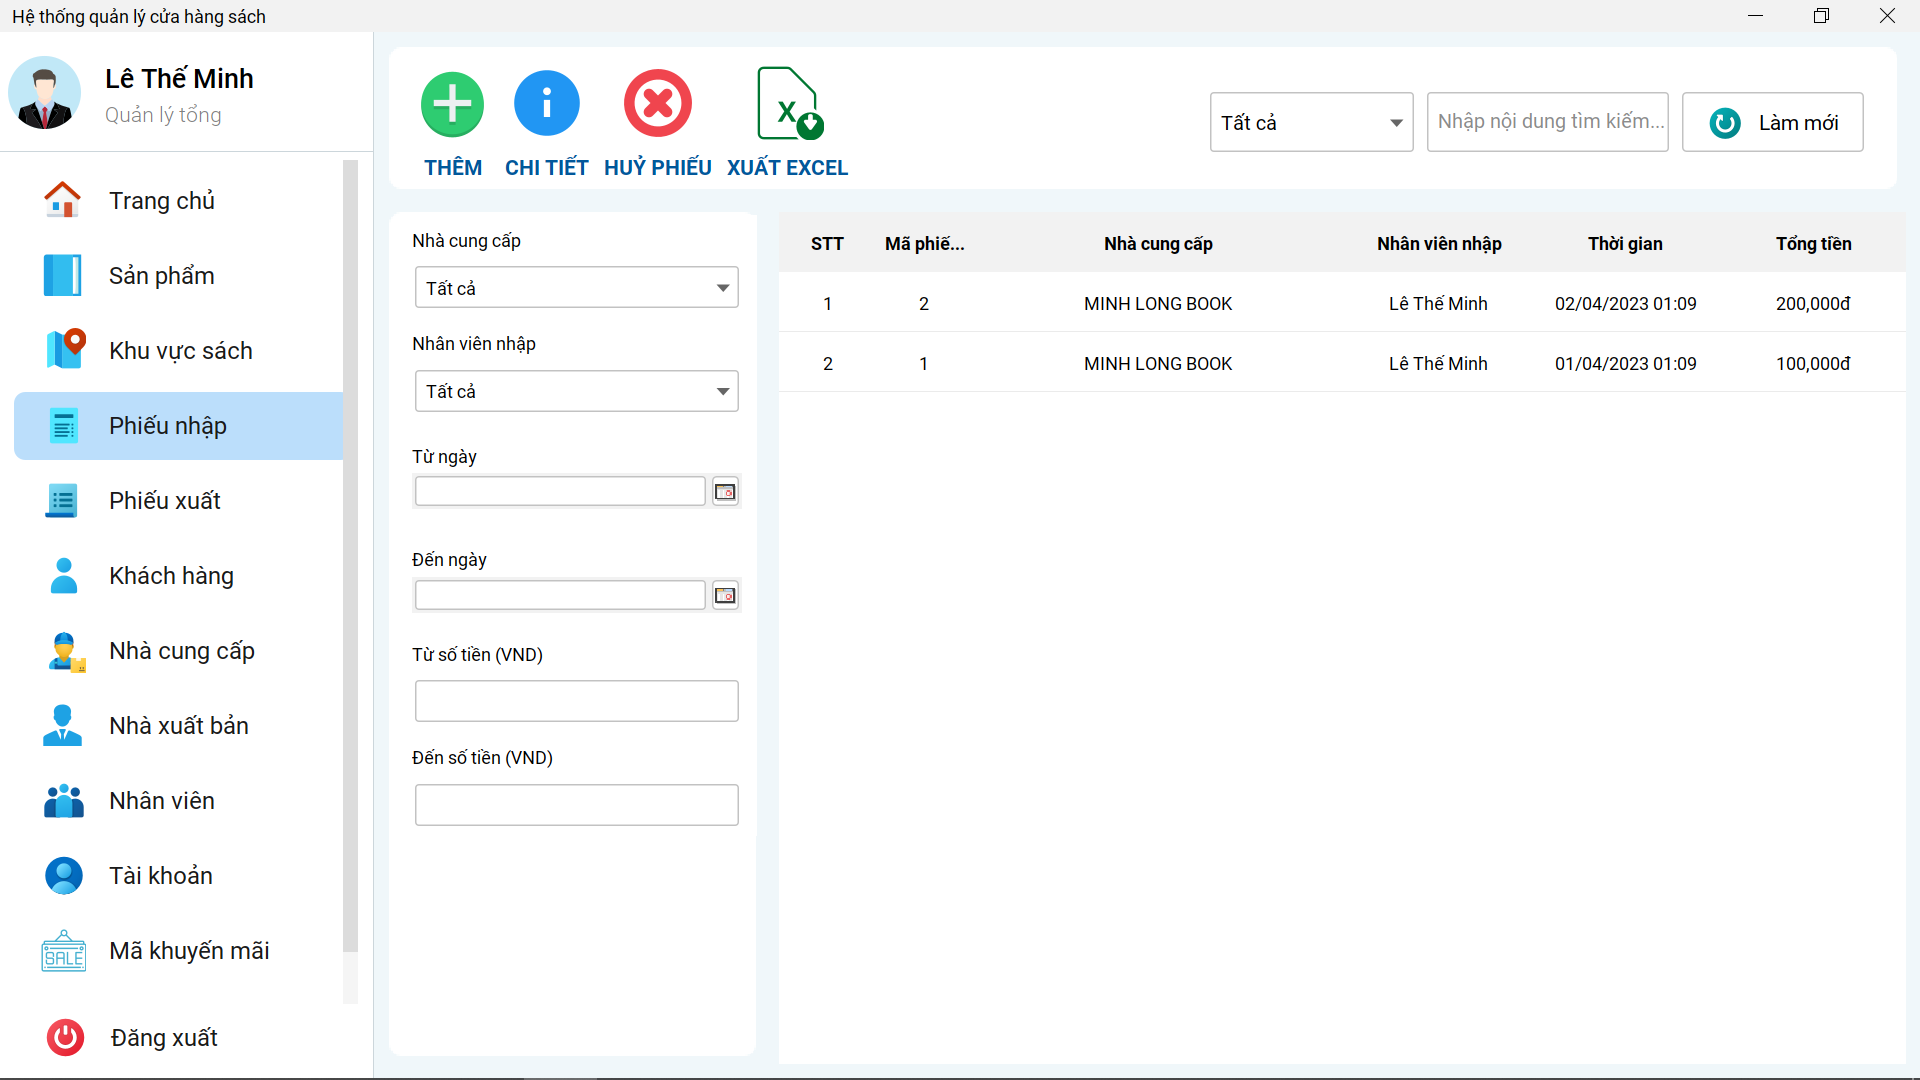 Hệ thống quản lý cửa hàng sách
Lê Thế Minh
Quản lý tổng
Trang chủ
Sản phẩm
Khu vực sách
Phiếu nhập
Phiếu xuất
Khách hàng
Nhà cung cấp
Nhà xuất bản
Nhân viên
Tài khoản
SALE
Mã khuyến mãi
Đăng xuất
THÊM
CHI TIẾT
HUỶ PHIẾU
XUẤT EXCEL
Tất cả
Nhập nội dung tìm kiếm...
Làm mới
Nhà cung cấp
Tất cả
Nhân viên nhập
Tất cả
Từ ngày
Đến ngày
Từ số tiền (VND)
Đến số tiền (VND)
STT Mã phiế... Nhà cung cấp Nhân viên nhập Thời gian Tổng tiền
1 2 MINH LONG BOOK Lê Thế Minh 02/04/2023 01:09 200,000đ
2 1 MINH LONG BOOK Lê Thế Minh 01/04/2023 01:09 100,000đ